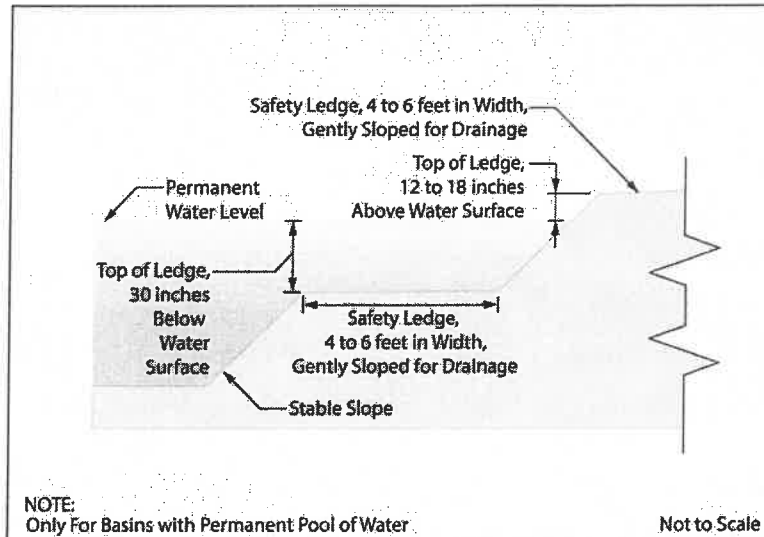 Safety Ledge, 4 to 6 feet in Width,
Gently Sloped for Drainage
Top of Ledge,
12 to 18 inches
Above Water Surface
Permanent
Water Level
Top of Ledge,
30 inches
Below
Water
Surface
Safety Ledge,
4 to 6 feet in Width,
Gently Sloped for Drainage
Stable Slope
NOTE:
Only For Basins with Permanent Pool of Water
Not to Scale